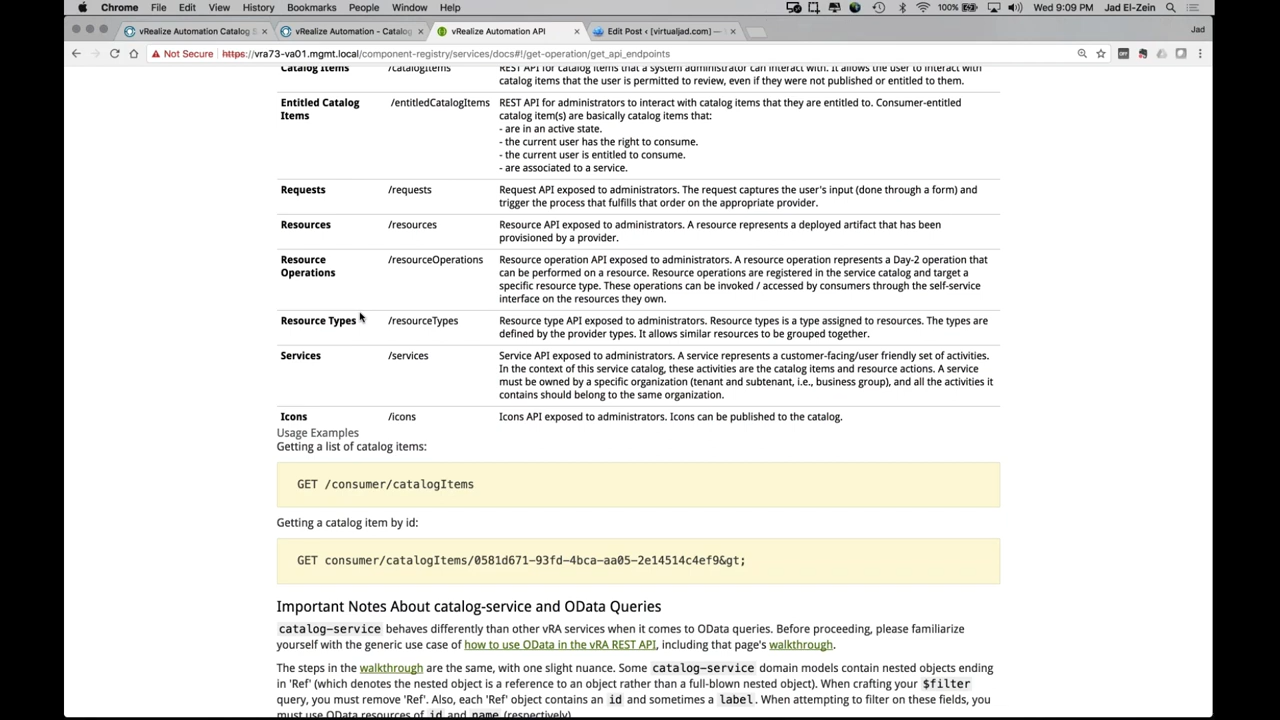 Chrome File Edit View History Bookmarks People Window Help 100% Wed 9:09 PM Jad El-Zein
vRealize Automation Catalog S vRealize Automation - Catalog vRealize Automation API Edit Post ‹ [virtualjad.com] — Jad
Not Secure https://vra73-va01.mgmt.local/component-registry/services/docs#!/get-operation/get_api_endpoints
Catalog Items /catalogItems REST API for catalog items that a system administrator can interact with. It allows the user to interact with
catalog items that the user is permitted to review, even if they were not published or entitled to them.
Entitled Catalog /entitledCatalogItems REST API for administrators to interact with catalog items that they are entitled to. Consumer-entitled
Items catalog item(s) are basically catalog items that:
- are in an active state.
- the current user has the right to consume.
- the current user is entitled to consume.
- are associated to a service.
Requests /requests Request API exposed to administrators. The request captures the user's input (done through a form) and
trigger the process that fulfills that order on the appropriate provider.
Resources /resources Resource API exposed to administrators. A resource represents a deployed artifact that has been
provisioned by a provider.
Resource /resourceOperations Resource operation API exposed to administrators. A resource operation represents a Day-2 operation that
Operations can be performed on a resource. Resource operations are registered in the service catalog and target a
specific resource type. These operations can be invoked / accessed by consumers through the self-service
interface on the resources they own.
Resource Types /resourceTypes Resource type API exposed to administrators. Resource types is a type assigned to resources. The types are
defined by the provider types. It allows similar resources to be grouped together.
Services /services Service API exposed to administrators. A service represents a customer-facing/user friendly set of activities.
In the context of this service catalog, these activities are the catalog items and resource actions. A service
must be owned by a specific organization (tenant and subtenant, i.e., business group), and all the activities it
contains should belong to the same organization.
Icons /icons Icons API exposed to administrators. Icons can be published to the catalog.
Usage Examples
Getting a list of catalog items:
GET /consumer/catalogItems
Getting a catalog item by id:
GET consumer/catalogItems/0581d671-93fd-4bca-aa05-2e14514c4ef9&gt;
Important Notes About catalog-service and OData Queries
catalog-service behaves differently than other vRA services when it comes to OData queries. Before proceeding, please familiarize
yourself with the generic use case of how to use OData in the vRA REST API, including that page's walkthrough.
The steps in the walkthrough are the same, with one slight nuance. Some catalog-service domain models contain nested objects ending
in 'Ref' (which denotes the nested object is a reference to an object rather than a full-blown nested object). When crafting your $filter
query, you must remove 'Ref'. Also, each 'Ref' object contains an id and sometimes a label. When attempting to filter on these fields, you
must use OData resources of id and name (respectively).